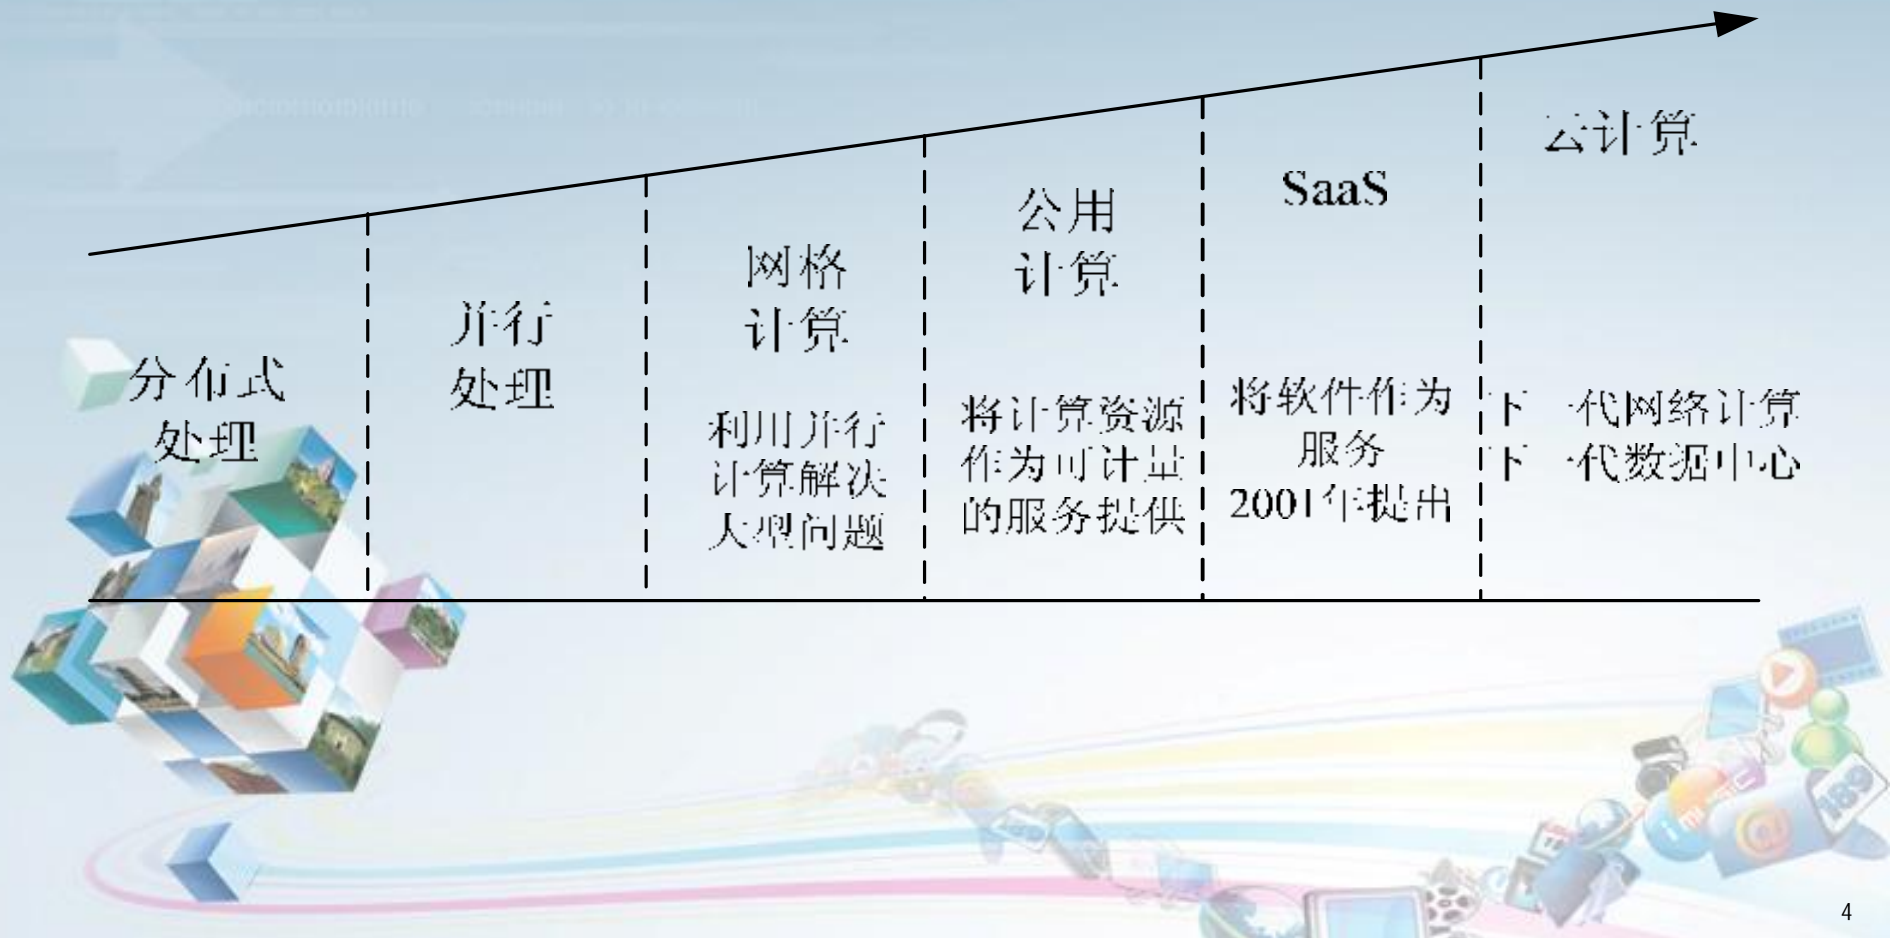 分布式
处理
并行
处理
网格
计算
利用并行
计算解决
大型问题
公用
计算
将计算资源
作为可计量
的服务提供
SaaS
将软件作为
服务
2001年提出
云计算
下一代网络计算
下一代数据中心
189
@
4